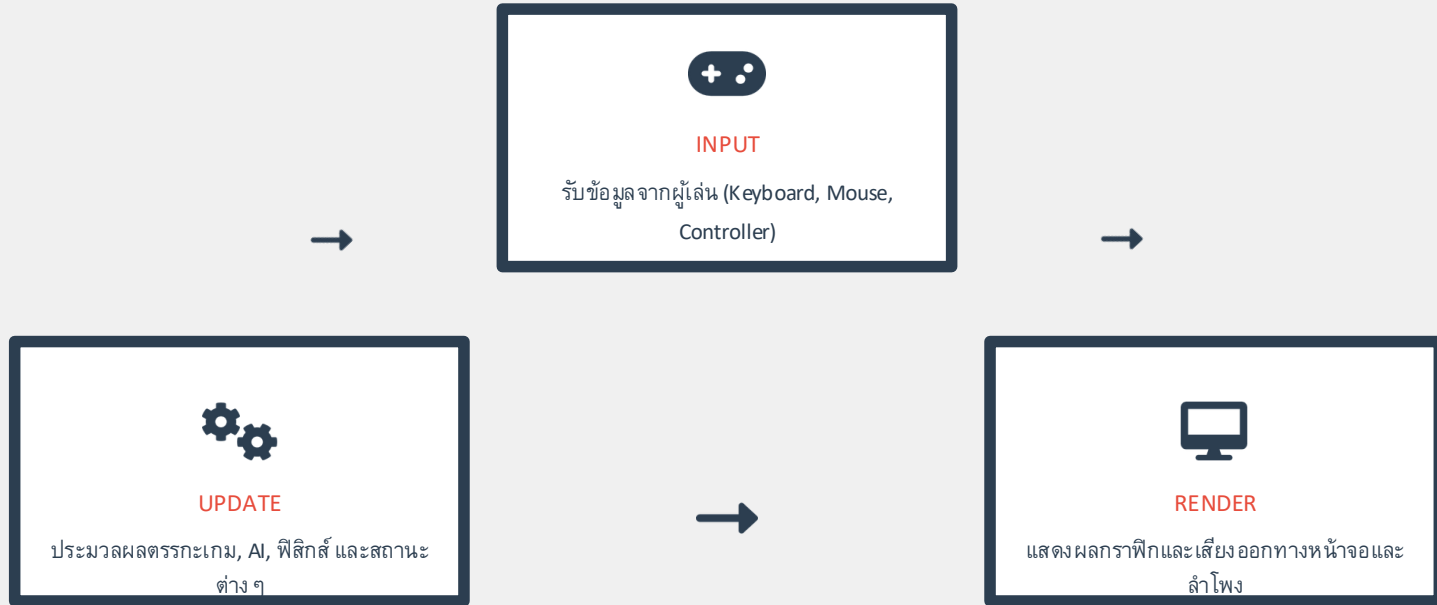 INPUT
รับข้อมูลจากผู้เล่น (Keyboard, Mouse,
Controller)
UPDATE
ประมวลผลตรรกะเกม, AI, ฟิสิกส์ และสถานะ
ต่าง ๆ
RENDER
แสดงผลกราฟิกและเสียงออกทางหน้าจอและ
ลำโพง